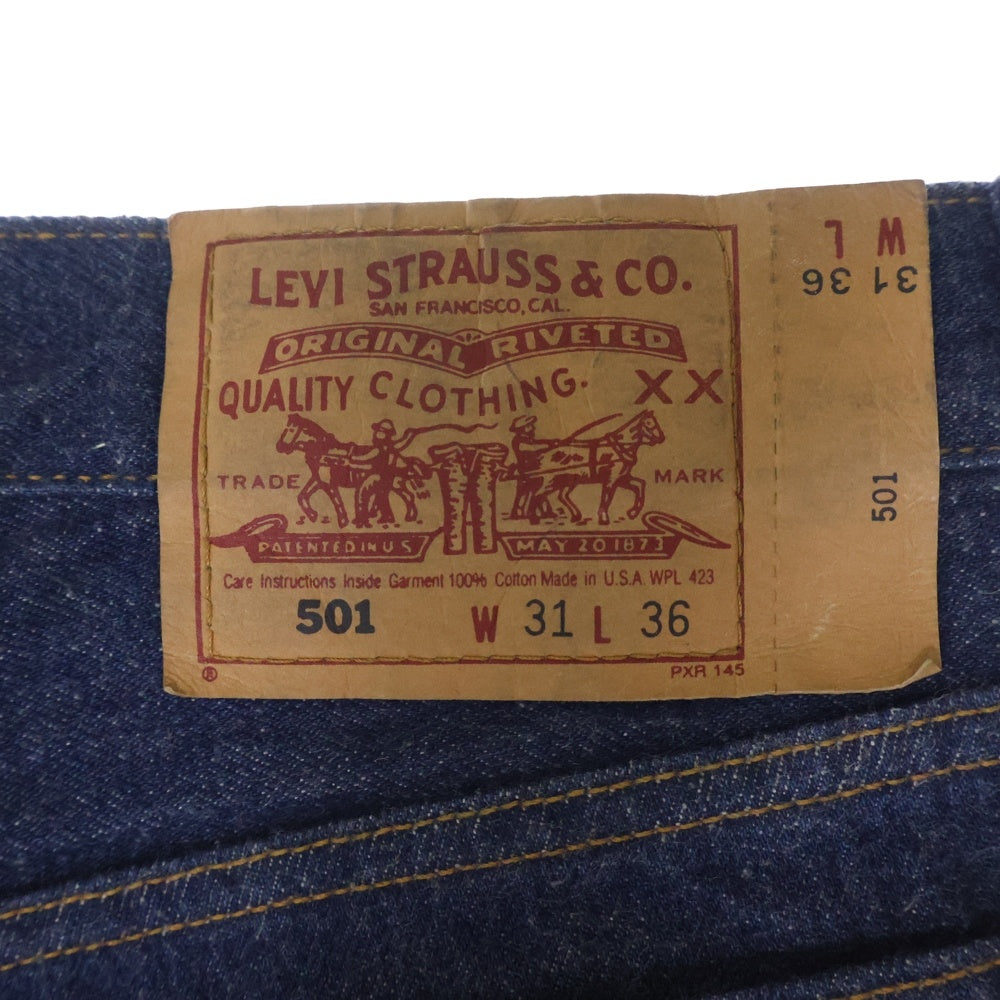 LEVI STRAUSS & CO.
SAN FRANCISCO, CAL.
ORIGINAL RIVETED
QUALITY CLOTHING. XX
TRADE MARK
PATENTED IN U S MAY 20 1873
Care Instructions Inside Garment 100% Cotton Made in U.S.A. WPL 423
501 W 31 L 36
® PXR 145
W L
31 36
501